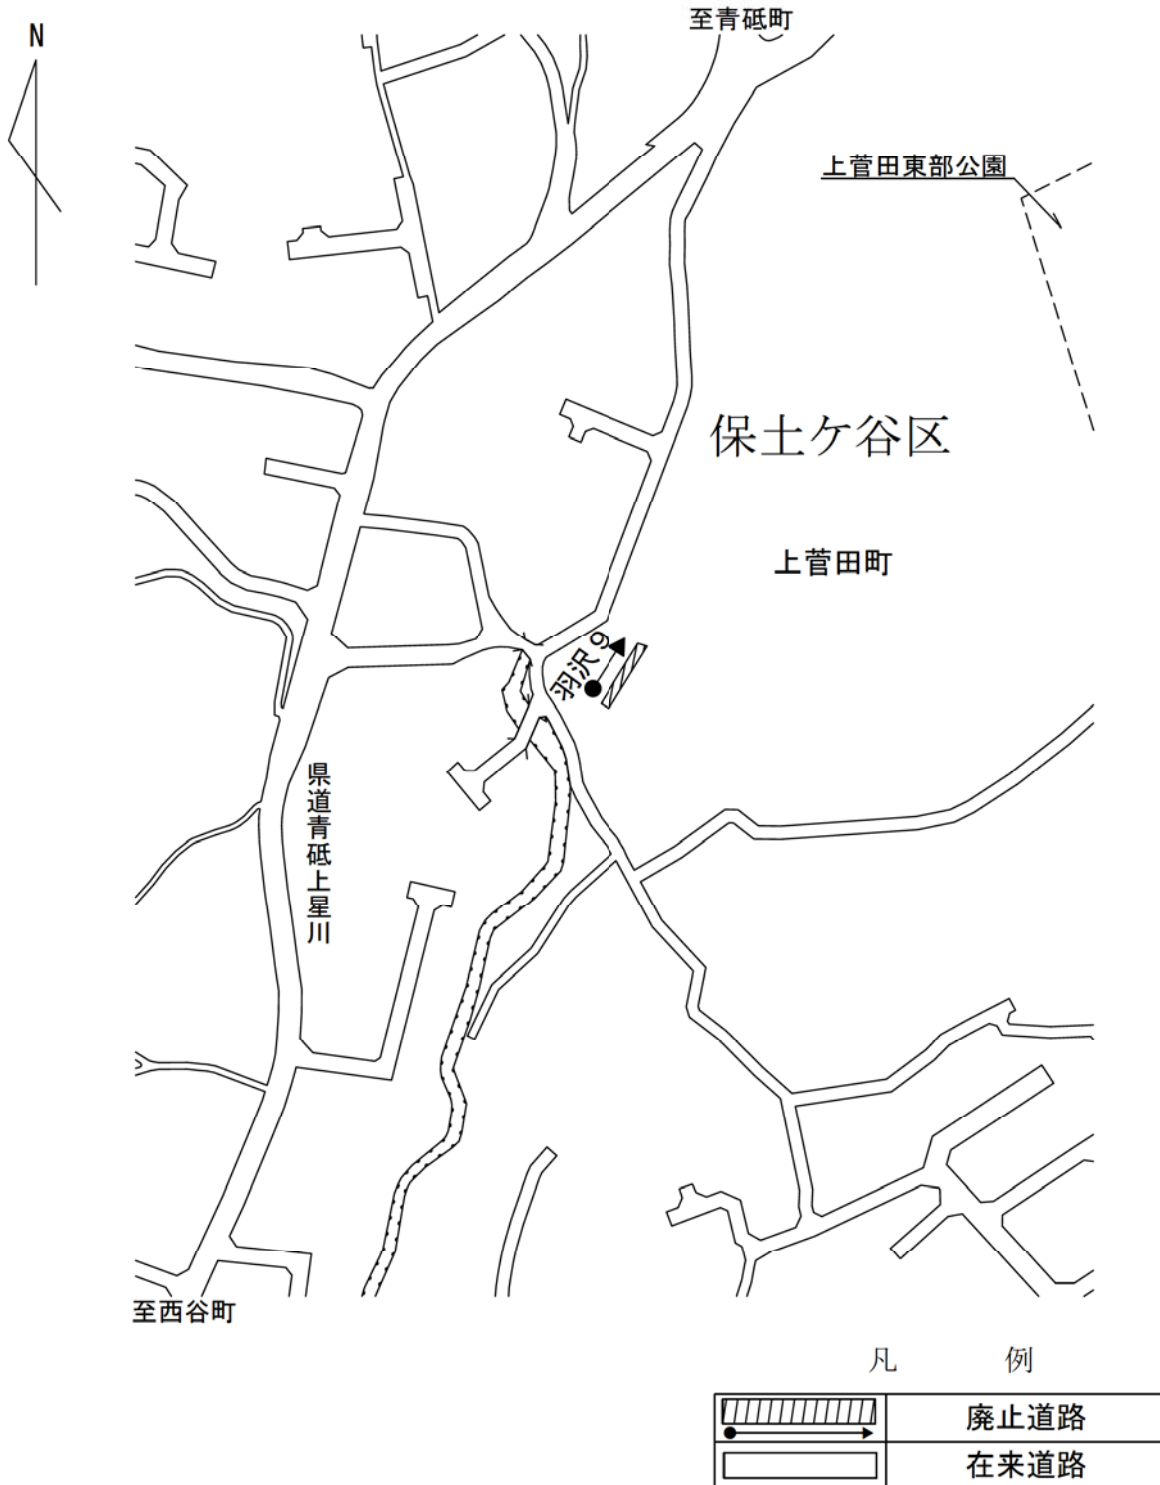 至青砥町
N
上菅田東部公園
保土ケ谷区
上菅田町
羽沢9
県道青砥上星川
至西谷町
凡例
廃止道路
在来道路